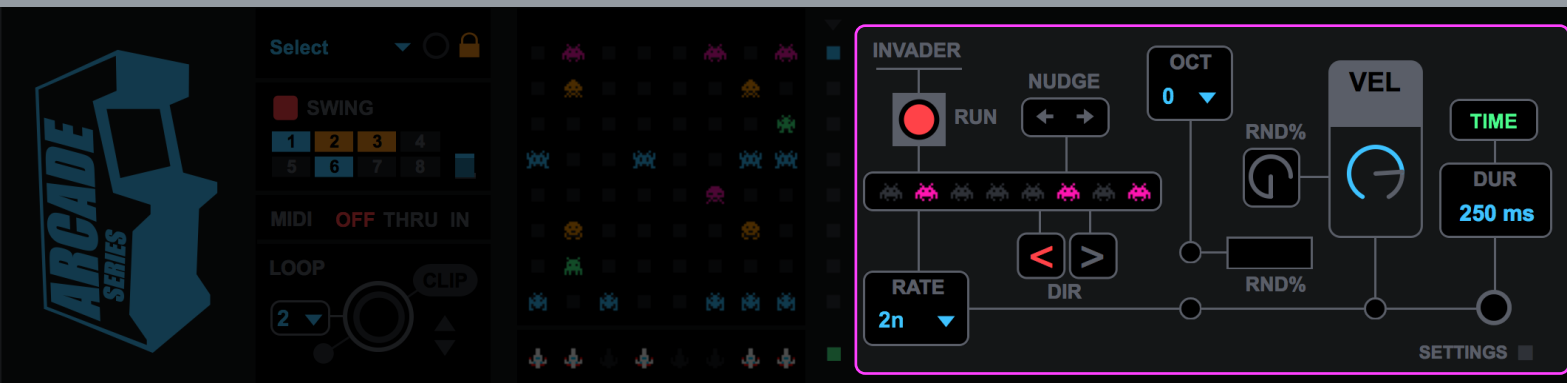 ARCADE
SERIES
Select
SWING
1 2 3 4
5 6 7 8
MIDI OFF THRU IN
LOOP
CLIP
2
INVADER
RUN
NUDGE
OCT
0
RND%
VEL
TIME
DUR
250 ms
< >
DIR
RND%
RATE
2n
SETTINGS